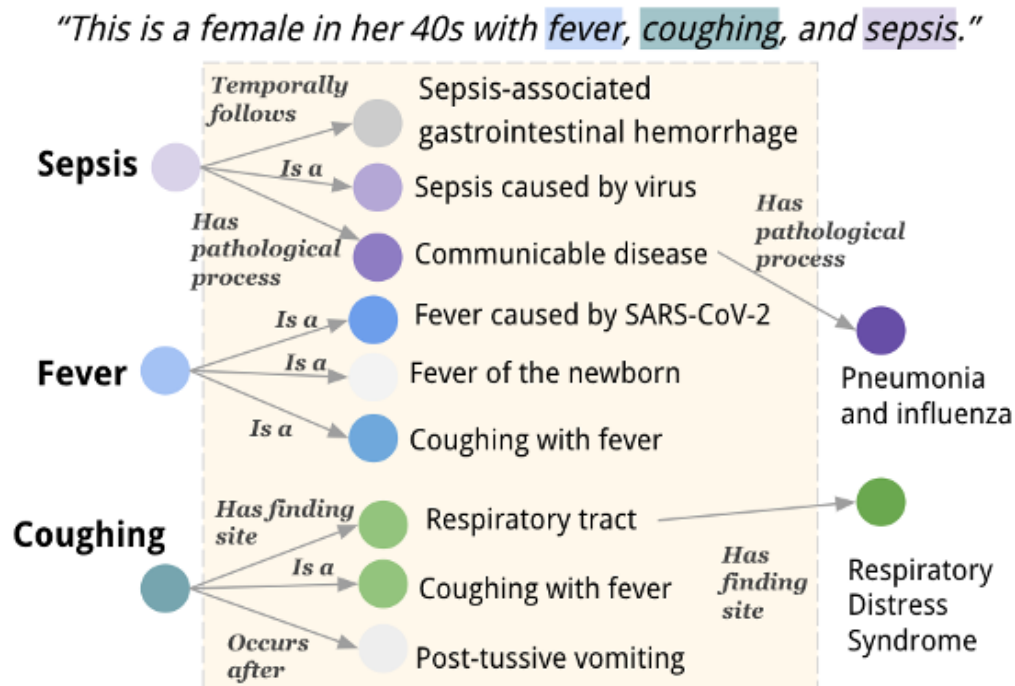 “This is a female in her 40s with fever, coughing, and sepsis.”
Temporally
follows
Sepsis-associated
gastrointestinal hemorrhage
Sepsis
Is a
Sepsis caused by virus
Has
pathological
process
Communicable disease
Has
pathological
process
Is a
Fever caused by SARS-CoV-2
Fever
Is a
Fever of the newborn
Pneumonia
and influenza
Is a
Coughing with fever
Has finding
site
Respiratory tract
Coughing
Is a
Coughing with fever
Has
finding
site
Respiratory
Distress
Syndrome
Occurs
after
Post-tussive vomiting